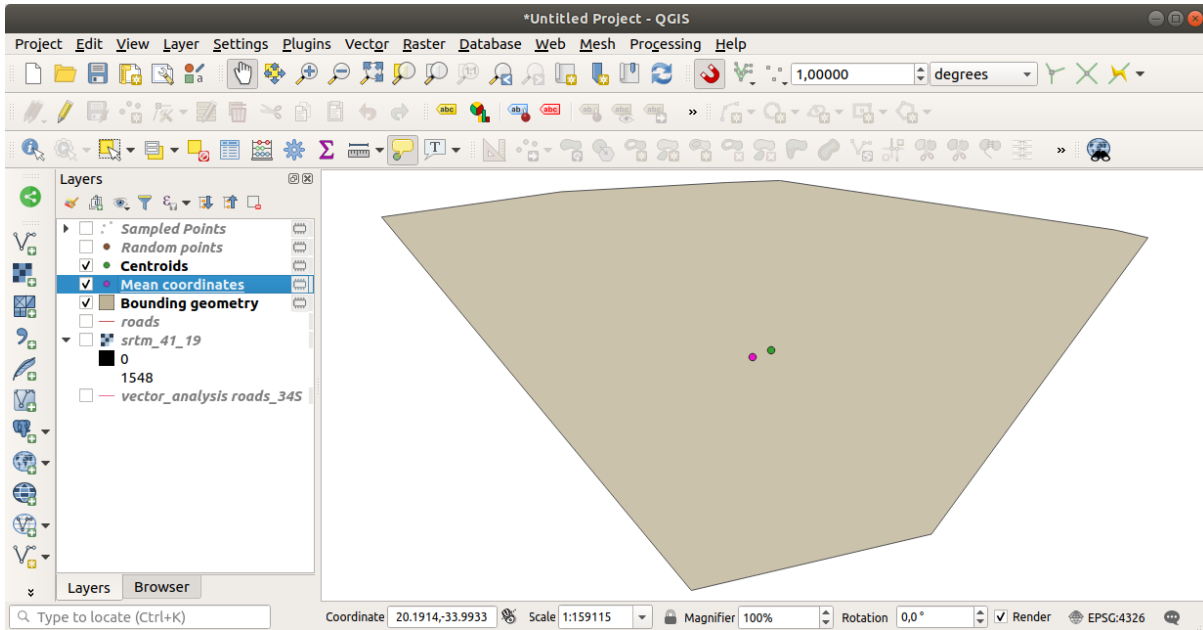 *Untitled Project - QGIS
Project Edit View Layer Settings Plugins Vector Raster Database Web Mesh Processing Help
1,00000 degrees
abc ab abc
Layers
Sampled Points
Random points
Centroids
Mean coordinates
Bounding geometry
roads
srtm_41_19
0
1548
vector_analysis roads_34S
Layers Browser
Type to locate (Ctrl+K) Coordinate 20.1914,-33.9933 Scale 1:159115 Magnifier 100% Rotation 0,0 ° Render EPSG:4326